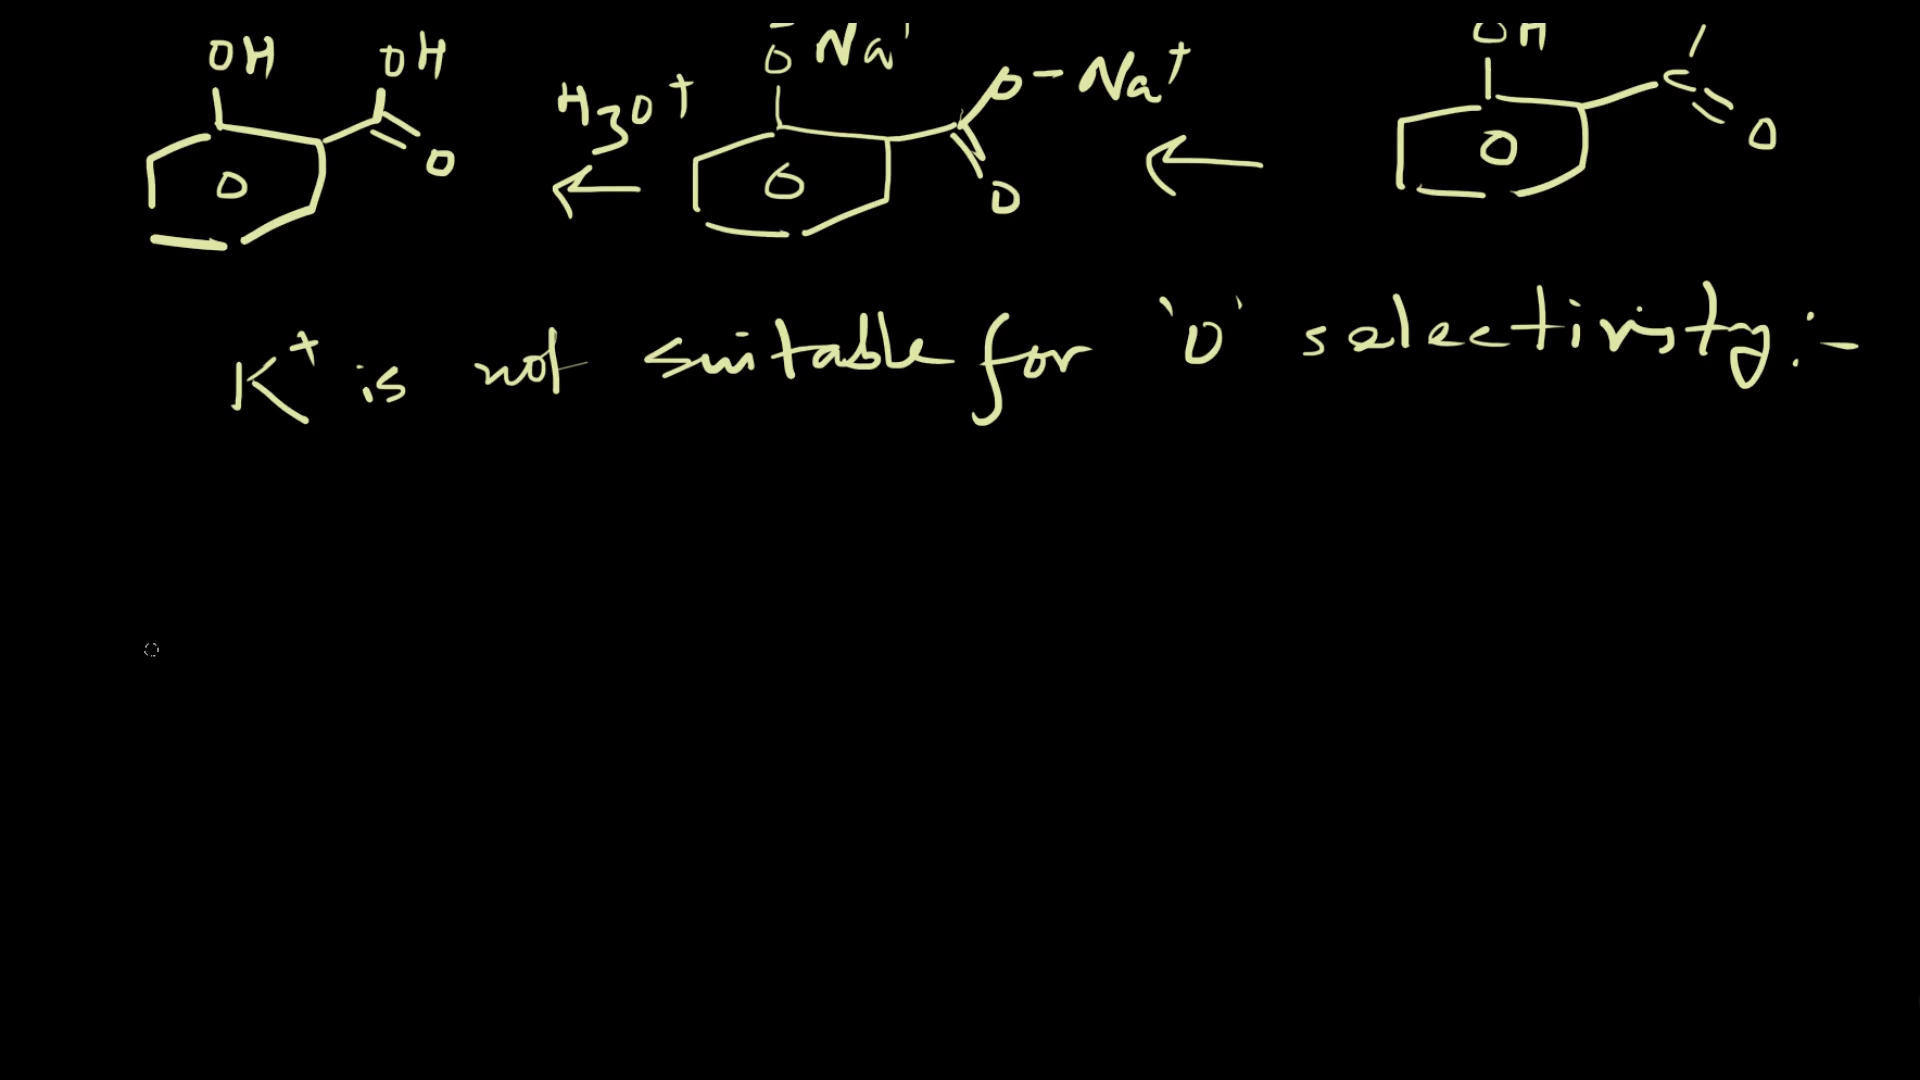 OH OH H3O+ O- Na+ O- Na+ OH C
O O O O O O
K+ is not suitable for 'O' selectivisty :-